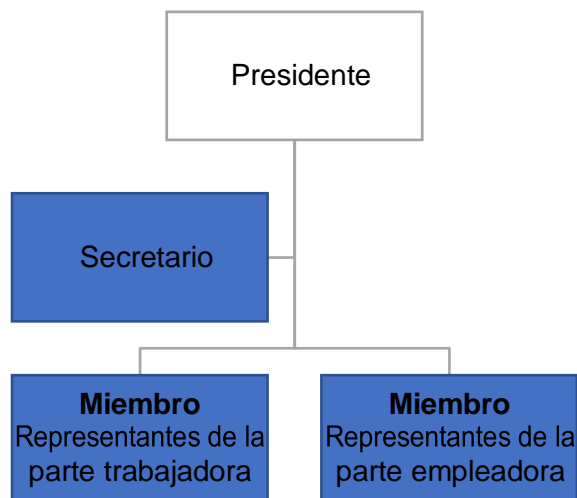 Presidente
Secretario
Miembro
Representantes de la
parte trabajadora
Miembro
Representantes de la
parte empleadora